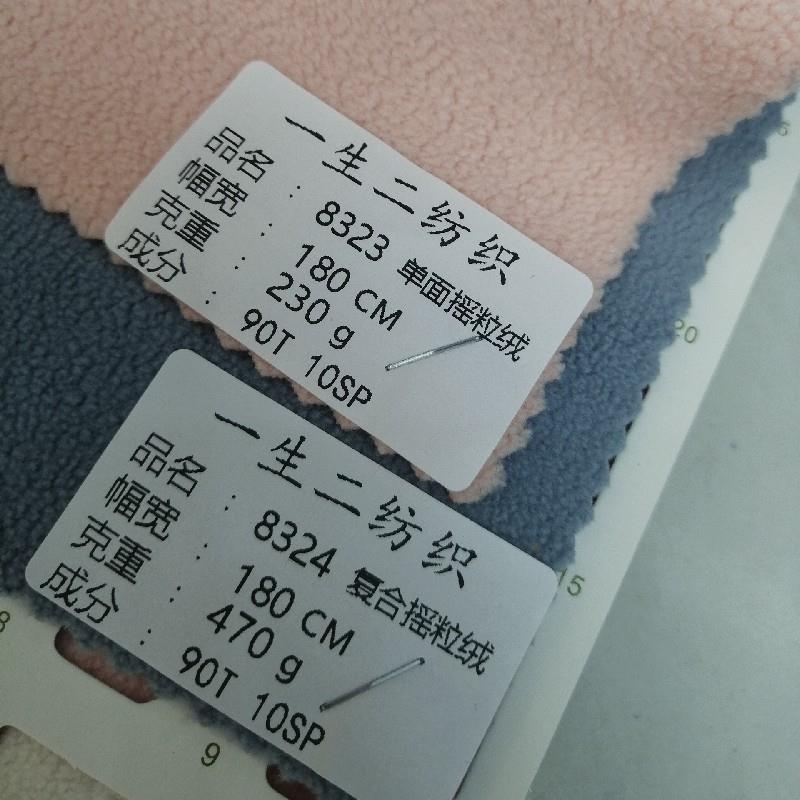 一生二纺织
品名 : 8323 单面摇粒绒
幅宽 : 180 CM
克重 : 230 g
成分 : 90T 10SP
一生二纺织
品名 : 8324 复合摇粒绒
幅宽 : 180 CM
克重 : 470 g
成分 : 90T 10SP
20
15
9